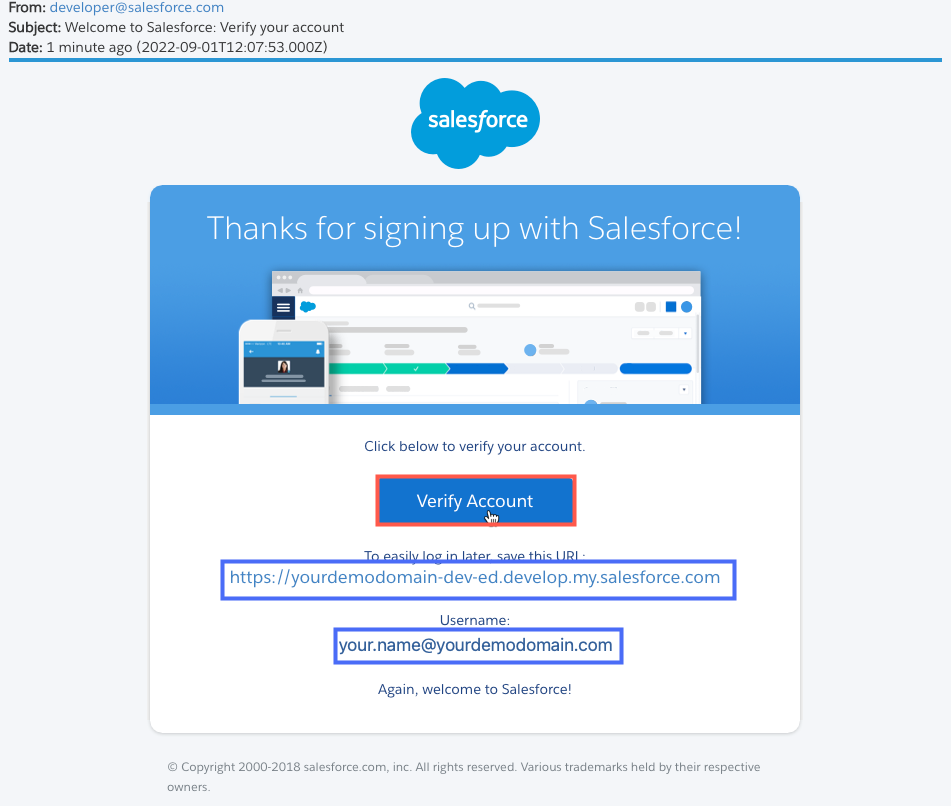 From: developer@salesforce.com
Subject: Welcome to Salesforce: Verify your account
Date: 1 minute ago (2022-09-01T12:07:53.000Z)
salesforce
Thanks for signing up with Salesforce!
Click below to verify your account.
Verify Account
To easily log in later, save this URL:
https://yourdemodomain-dev-ed.develop.my.salesforce.com
Username:
your.name@yourdemodomain.com
Again, welcome to Salesforce!
© Copyright 2000-2018 salesforce.com, inc. All rights reserved. Various trademarks held by their respective
owners.